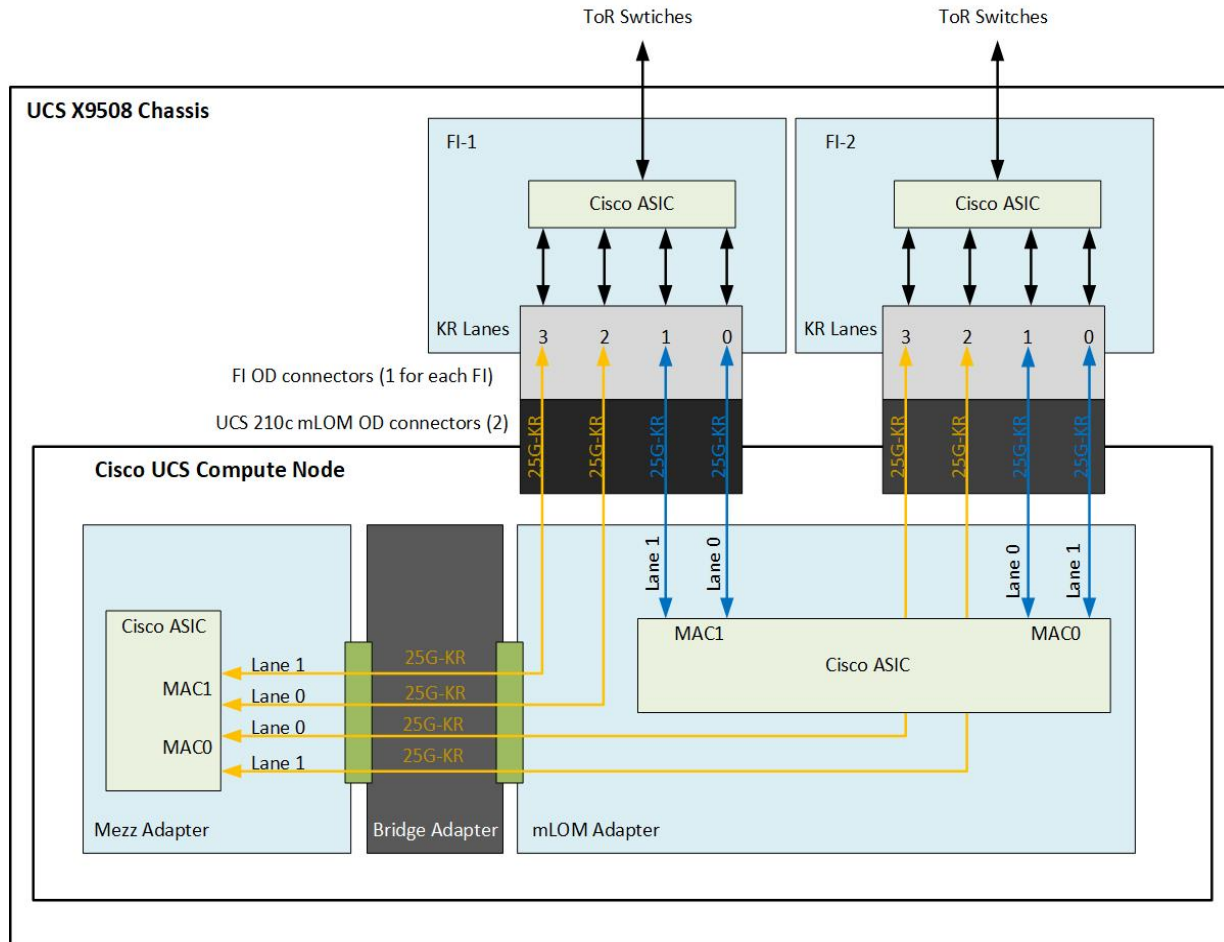 ToR Swtiches
ToR Switches
UCS X9508 Chassis
FI-1
FI-2
Cisco ASIC
Cisco ASIC
KR Lanes
3
2
1
0
KR Lanes
3
2
1
0
FI OD connectors (1 for each FI)
UCS 210c mLOM OD connectors (2)
25G-KR
25G-KR
25G-KR
25G-KR
25G-KR
25G-KR
25G-KR
25G-KR
Cisco UCS Compute Node
Lane 1
Lane 0
Lane 0
Lane 1
Cisco ASIC
MAC1
MAC0
Lane 1
Lane 0
Lane 0
Lane 1
25G-KR
25G-KR
25G-KR
25G-KR
MAC1
MAC0
Cisco ASIC
Mezz Adapter
Bridge Adapter
mLOM Adapter